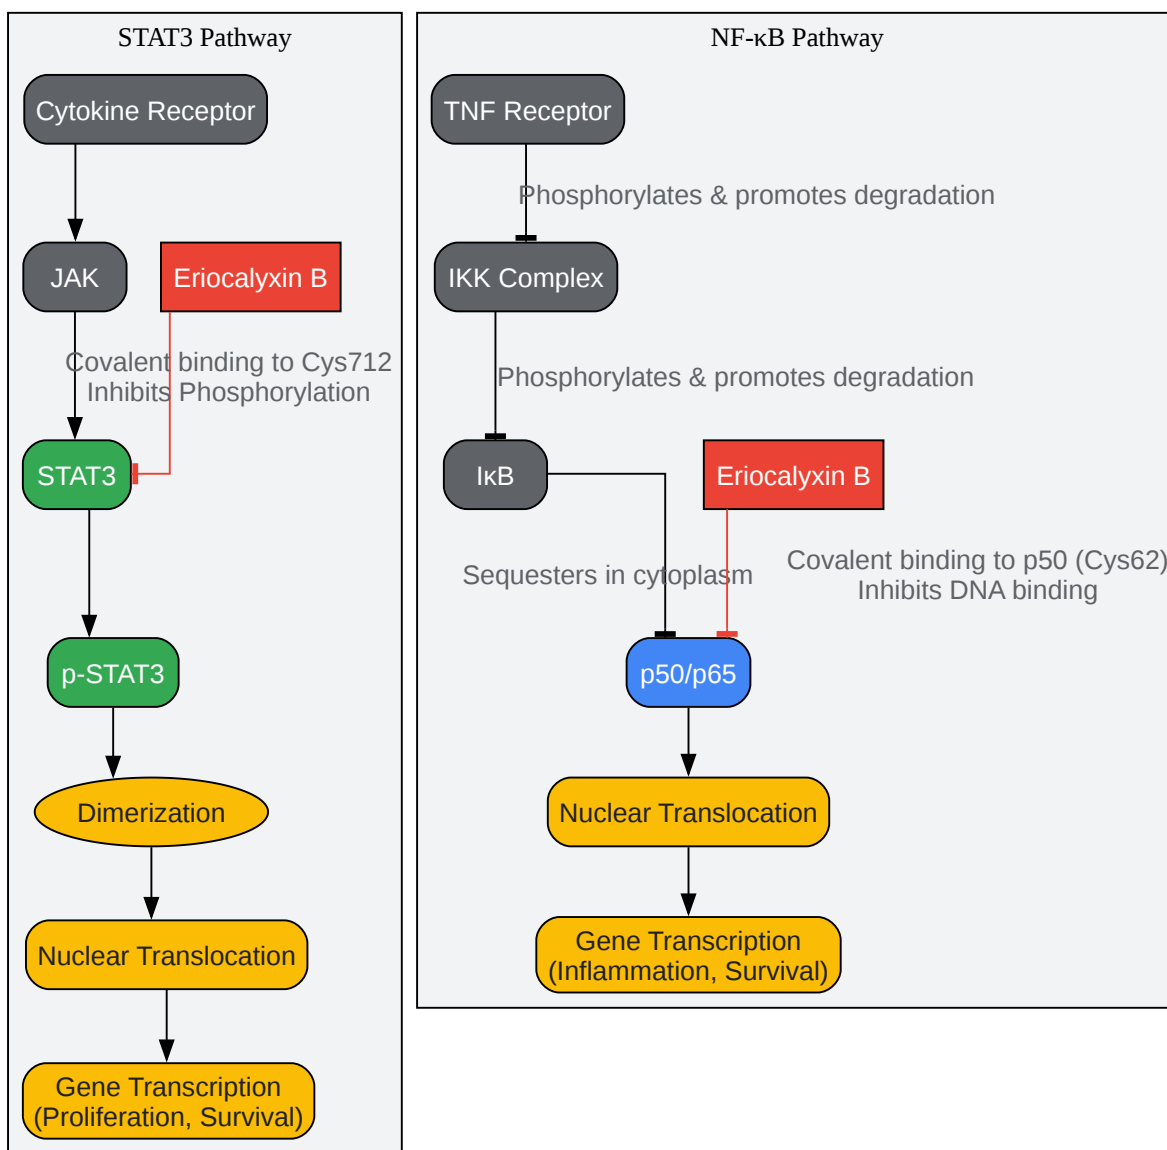 STAT3 Pathway
Cytokine Receptor
JAK
Eriocalyxin B
Covalent binding to Cys712
Inhibits Phosphorylation
STAT3
p-STAT3
Dimerization
Nuclear Translocation
Gene Transcription
(Proliferation, Survival)
NF-κB Pathway
TNF Receptor
Phosphorylates & promotes degradation
IKK Complex
Phosphorylates & promotes degradation
IκB
Eriocalyxin B
Sequesters in cytoplasm
Covalent binding to p50 (Cys62)
Inhibits DNA binding
p50/p65
Nuclear Translocation
Gene Transcription
(Inflammation, Survival)